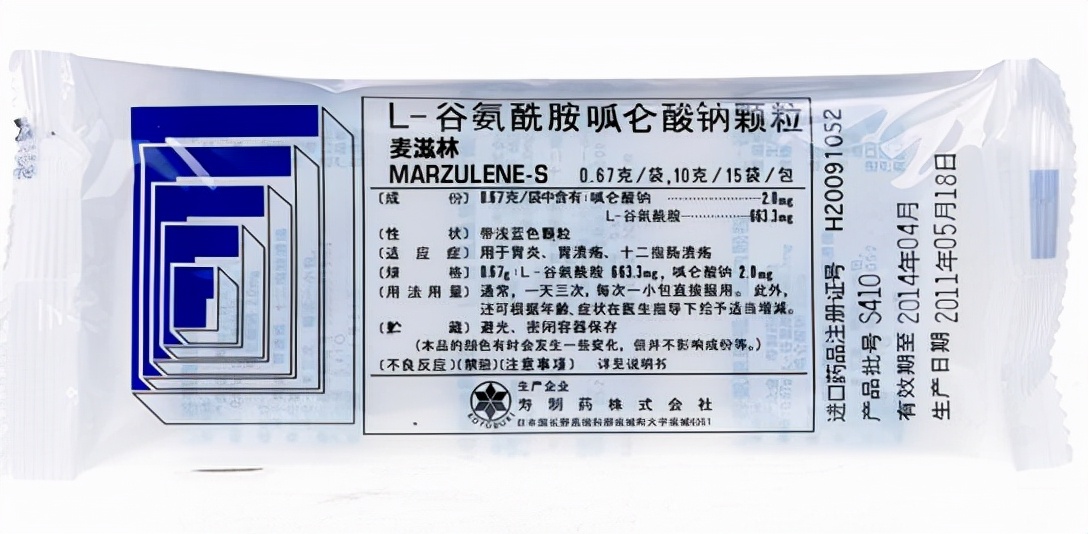 L-谷氨酰胺呱仑酸钠颗粒
麦滋林
MARZULENE-S 0.67克/袋,10克/15袋/包
〔成 份〕0.67克/袋中含有:呱仑酸钠················2.0mg
L-谷氨酰胺················663.3mg
〔性 状〕带浅蓝色颗粒
〔适 应 症〕用于胃炎、胃溃疡、十二指肠溃疡
〔规 格〕0.67g:L-谷氨酰胺 663.3mg, 呱仑酸钠 2.0mg
〔用法用量〕通常,一天三次,每次一小包直接服用。此外,
还可根据年龄、症状在医生指导下给予适当增减。
〔贮 藏〕避光、密闭容器保存
(本品的颜色有时会发生一些变化,但并不影响成份等。)
〔不良反应〕〔禁忌〕〔注意事项〕 详见说明书
生产企业
寿制药株式会社
KOTOBUKI
进口药品注册证号 H20091052
产品批号 S410
有效期至 2014年04月
生产日期 2011年05月18日